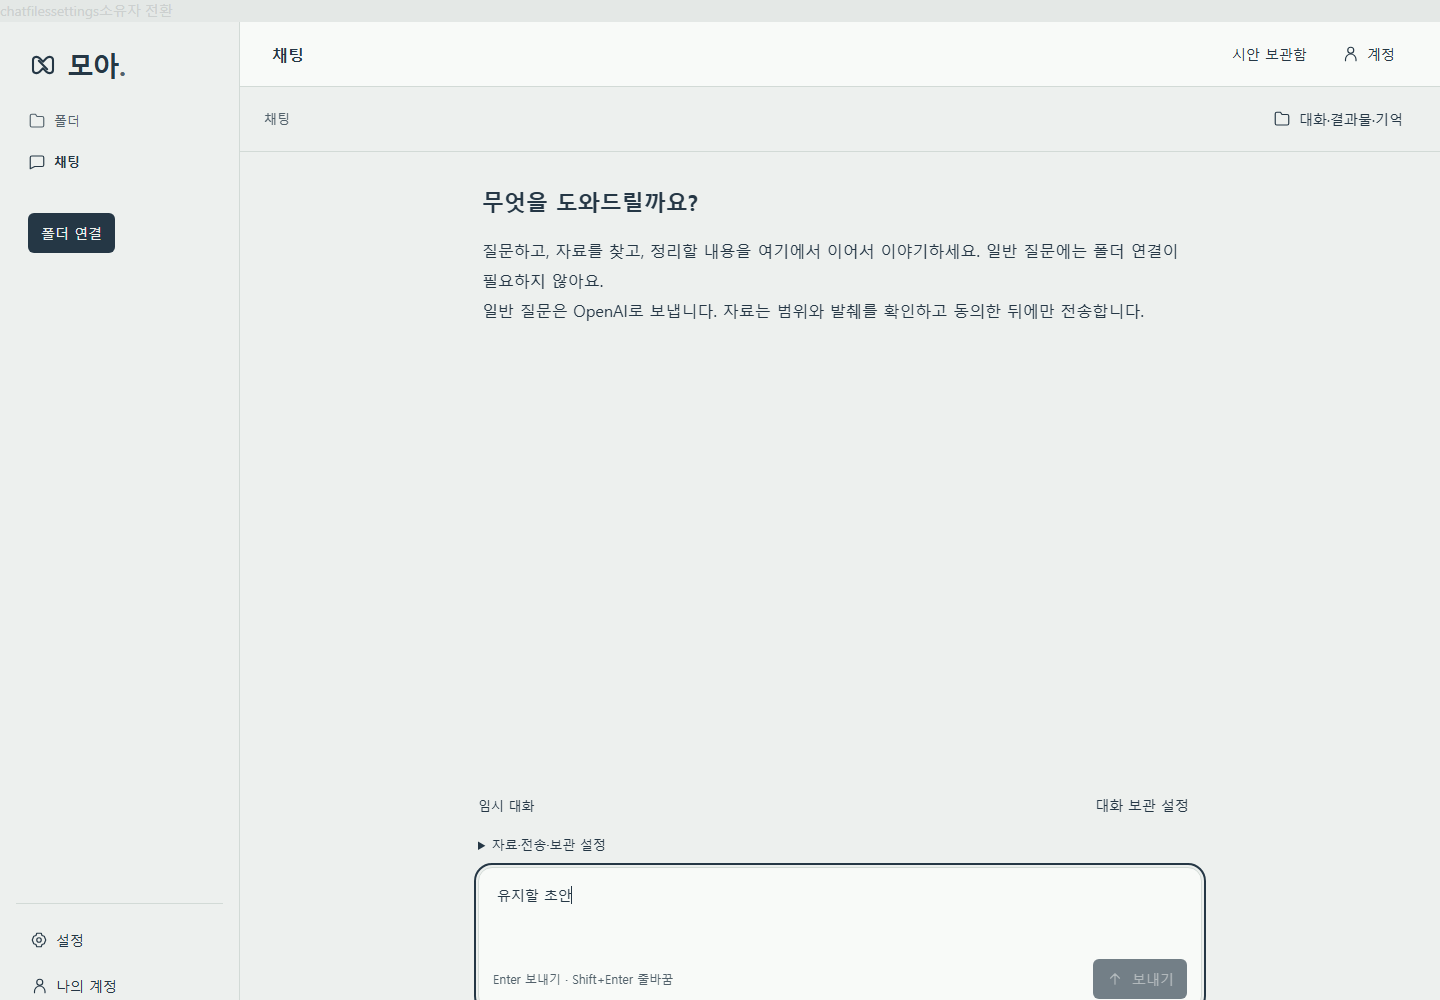 chatfilessettings소유자 전환
모아.
폴더
채팅
폴더 연결
설정
나의 계정
채팅
시안 보관함
계정
채팅
대화·결과물·기억
무엇을 도와드릴까요?
질문하고, 자료를 찾고, 정리할 내용을 여기에서 이어서 이야기하세요. 일반 질문에는 폴더 연결이
필요하지 않아요.
일반 질문은 OpenAI로 보냅니다. 자료는 범위와 발췌를 확인하고 동의한 뒤에만 전송합니다.
임시 대화
대화 보관 설정
자료·전송·보관 설정
유지할 초안
Enter 보내기 · Shift+Enter 줄바꿈
보내기